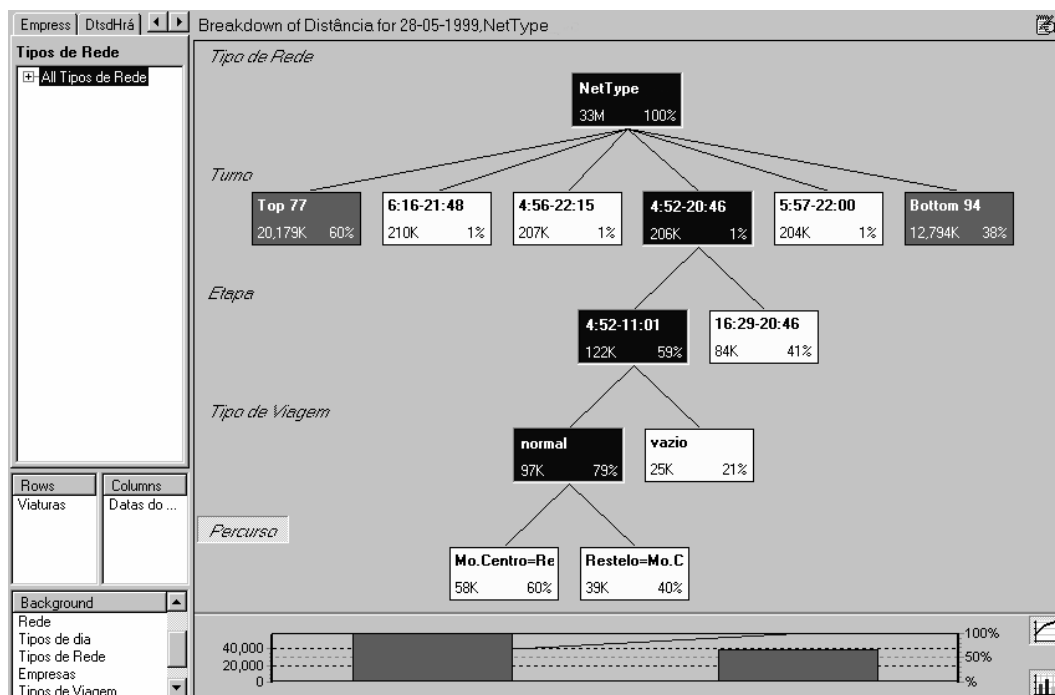 Empress DtsdHrá
Breakdown of Distância for 28-05-1999,NetType
Tipos de Rede
All Tipos de Rede
Tipo de Rede
NetType
33M 100%
Turno
Top 77
20,179K 60%
6:16-21:48
210K 1%
4:56-22:15
207K 1%
4:52-20:46
206K 1%
5:57-22:00
204K 1%
Bottom 94
12,794K 38%
Etapa
4:52-11:01
122K 59%
16:29-20:46
84K 41%
Tipo de Viagem
normal
97K 79%
vazio
25K 21%
Rows
Viaturas
Columns
Datas do ...
Percurso
Mo.Centro=Re
58K 60%
Restelo=Mo.C
39K 40%
Background
Rede
Tipos de dia
Tipos de Rede
Empresas
Tipos de Viagem
40,000
20,000
0
100%
50%
%